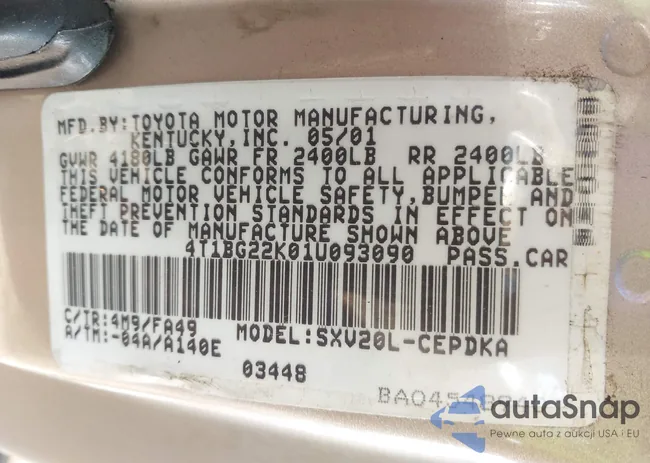 MFD.BY:TOYOTA MOTOR MANUFACTURING,
KENTUCKY,INC. 05/01
GVWR 4180LB GAWR FR 2400LB RR 2400LB
THIS VEHICLE CONFORMS TO ALL APPLICABLE
FEDERAL MOTOR VEHICLE SAFETY,BUMPER AND
THEFT PREVENTION STANDARDS IN EFFECT ON
THE DATE OF MANUFACTURE SHOWN ABOVE
4T1BG22K01U093090 PASS.CAR
C/TR:4M9/FA49
A/TM:-04A/A140E MODEL:SXV20L-CEPDKA
03448
autaSnap
Pewne auta z aukcji USA i EU